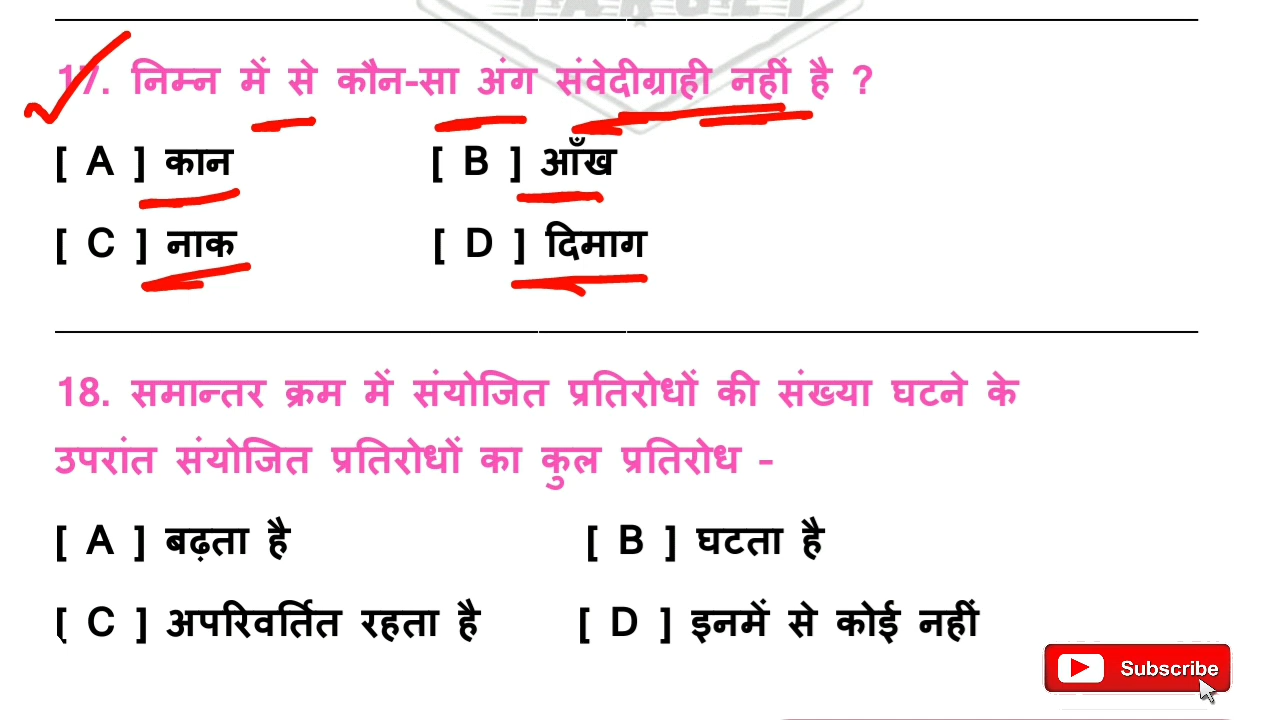 TARGET
17. निम्न में से कौन-सा अंग संवेदीग्राही नहीं है ?
[ A ] कान [ B ] आँख
[ C ] नाक [ D ] दिमाग
18. समान्तर क्रम में संयोजित प्रतिरोधों की संख्या घटने के
उपरांत संयोजित प्रतिरोधों का कुल प्रतिरोध -
[ A ] बढ़ता है [ B ] घटता है
[ C ] अपरिवर्तित रहता है [ D ] इनमें से कोई नहीं
Subscribe